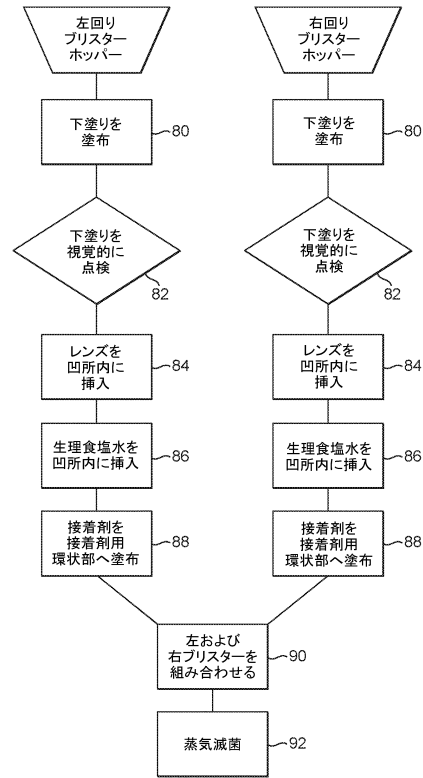 左回り
ブリスター
ホッパー
下塗りを
塗布
80
下塗りを
視覚的に
点検
82
レンズを
凹所内に
挿入
84
生理食塩水を
凹所内に挿入
86
接着剤を
接着剤用
環状部へ塗布
88
右回り
ブリスター
ホッパー
下塗りを
塗布
80
下塗りを
視覚的に
点検
82
レンズを
凹所内に
挿入
84
生理食塩水を
凹所内に挿入
86
接着剤を
接着剤用
環状部へ塗布
88
左および
右ブリスターを
組み合わせる
90
蒸気滅菌
92